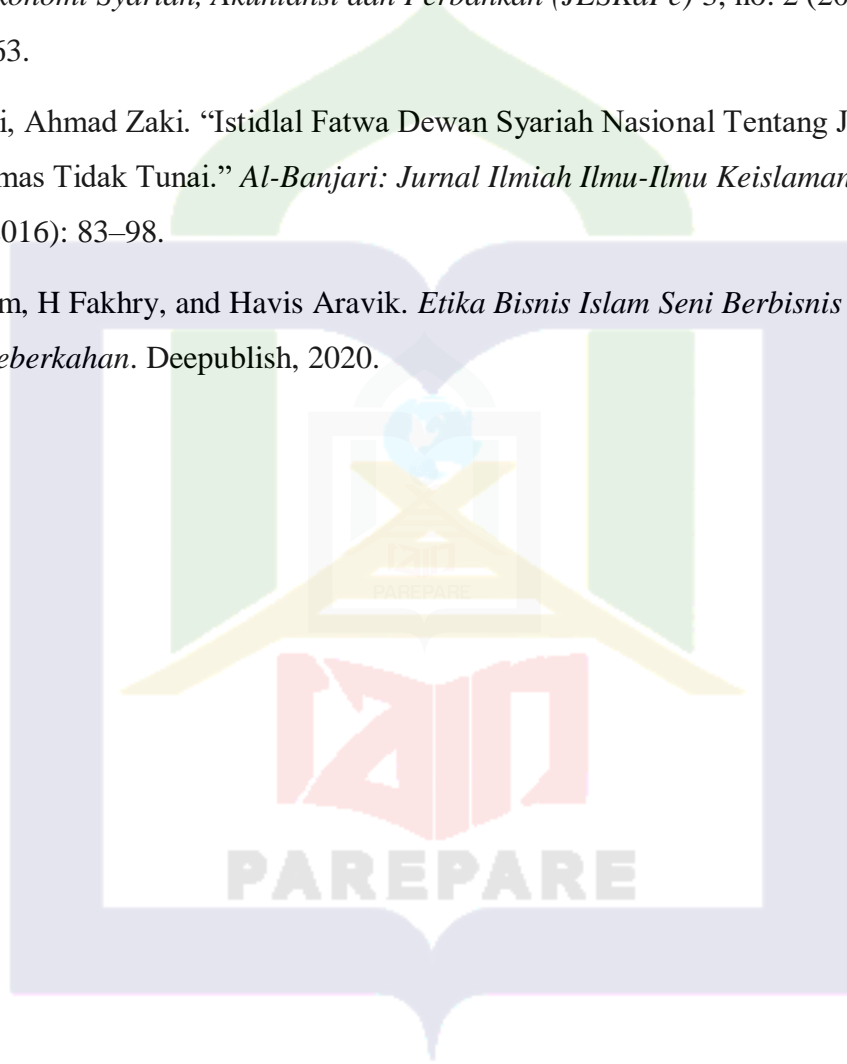 konomi Syariah, Akuntansi dan Perbankan (JESKaPe) 3, no. 2 (20
63.
i, Ahmad Zaki. “Istidlal Fatwa Dewan Syariah Nasional Tentang J
mas Tidak Tunai.” Al-Banjari: Jurnal Ilmiah Ilmu-Ilmu Keislaman
016): 83–98.
m, H Fakhry, and Havis Aravik. Etika Bisnis Islam Seni Berbisnis
eberkahan. Deepublish, 2020.
iain
PAREPARE
iain
PAREPARE